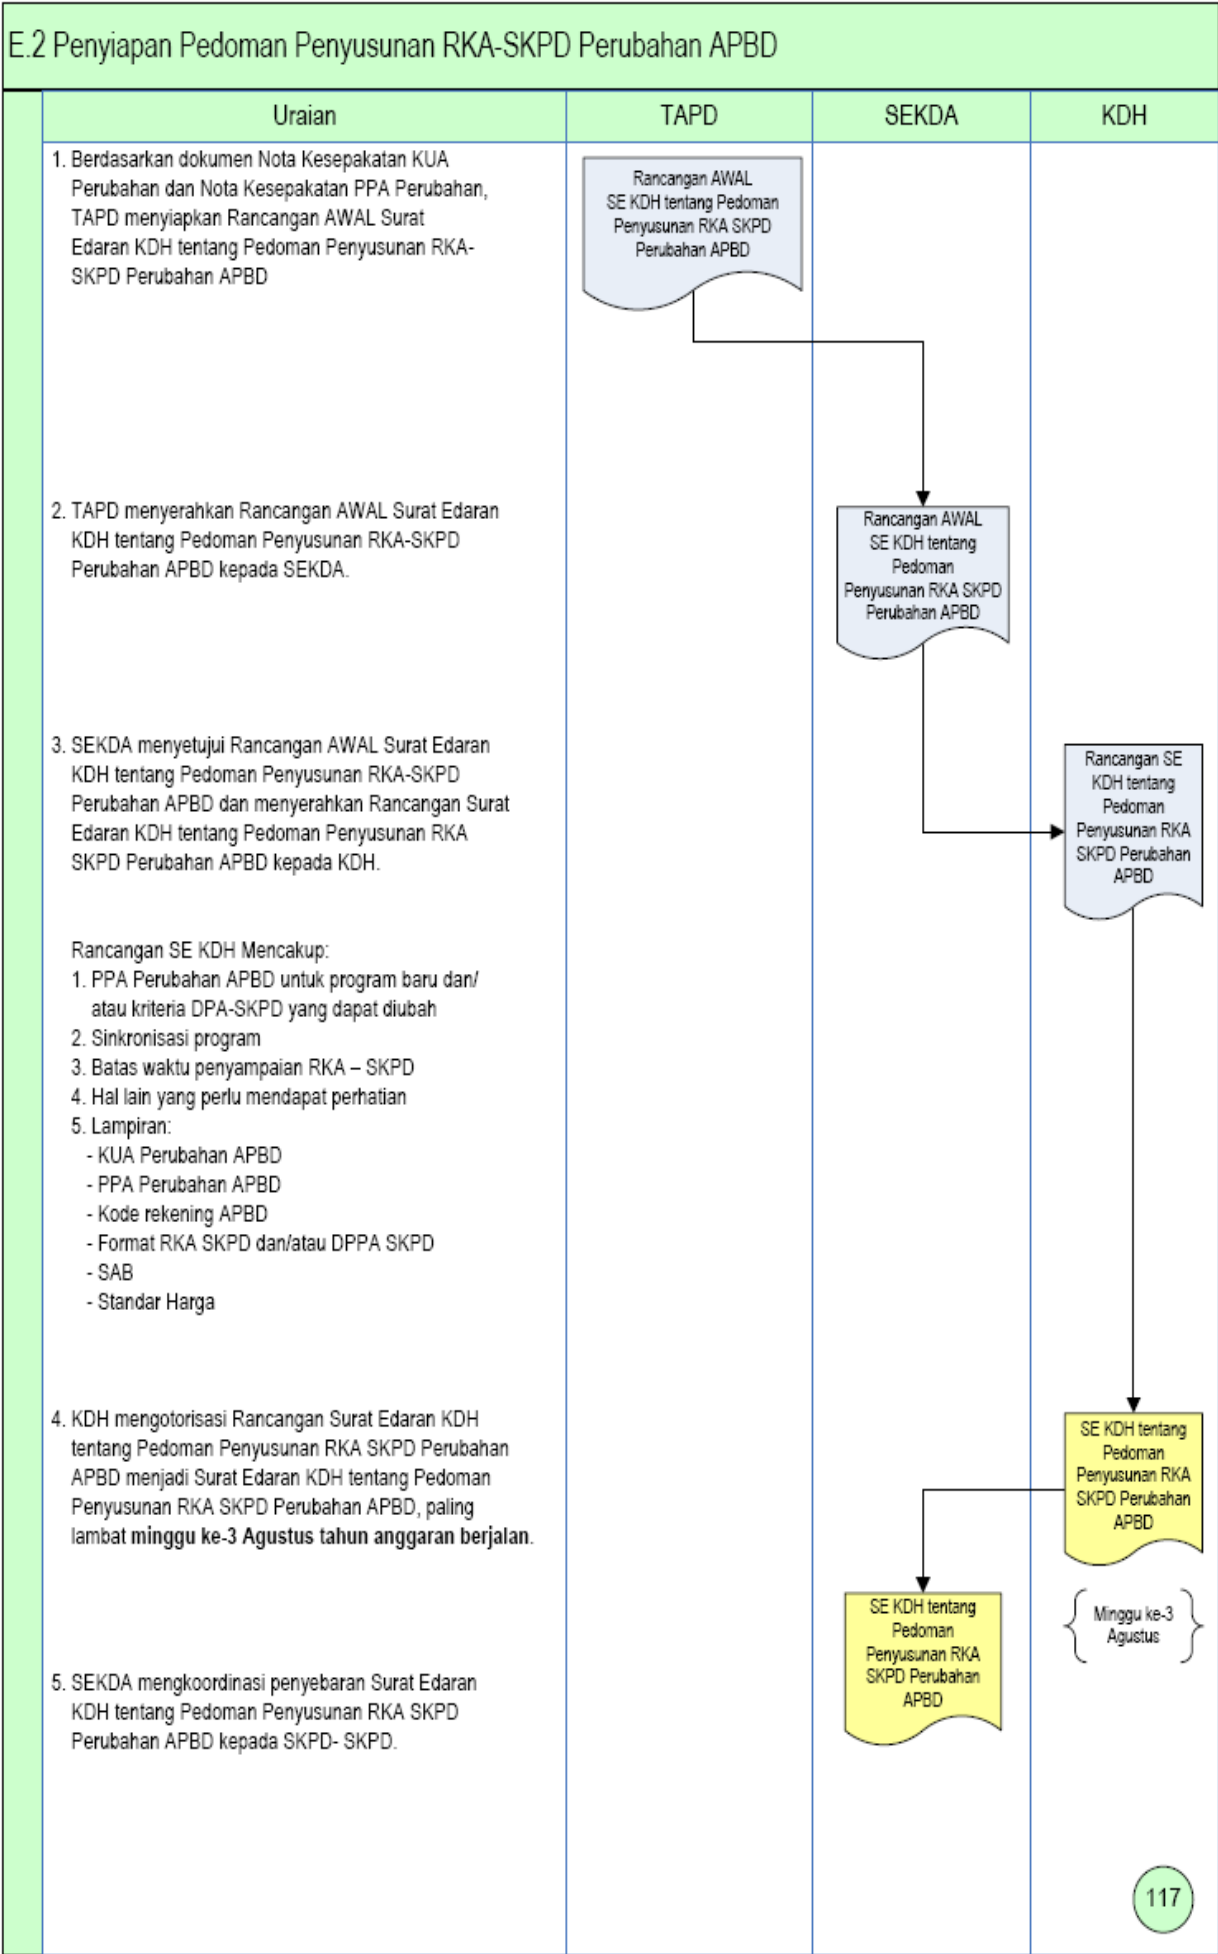 E.2 Penyiapan Pedoman Penyusunan RKA-SKPD Perubahan APBD
Uraian
TAPD
SEKDA
KDH
1. Berdasarkan dokumen Nota Kesepakatan KUA
Perubahan dan Nota Kesepakatan PPA Perubahan,
TAPD menyiapkan Rancangan AWAL Surat
Edaran KDH tentang Pedoman Penyusunan RKA-
SKPD Perubahan APBD
Rancangan AWAL
SE KDH tentang Pedoman
Penyusunan RKA SKPD
Perubahan APBD
2. TAPD menyerahkan Rancangan AWAL Surat Edaran
KDH tentang Pedoman Penyusunan RKA-SKPD
Perubahan APBD kepada SEKDA.
Rancangan AWAL
SE KDH tentang
Pedoman
Penyusunan RKA SKPD
Perubahan APBD
3. SEKDA menyetujui Rancangan AWAL Surat Edaran
KDH tentang Pedoman Penyusunan RKA-SKPD
Perubahan APBD dan menyerahkan Rancangan Surat
Edaran KDH tentang Pedoman Penyusunan RKA
SKPD Perubahan APBD kepada KDH.
Rancangan SE
KDH tentang
Pedoman
Penyusunan RKA
SKPD Perubahan
APBD
Rancangan SE KDH Mencakup:
1. PPA Perubahan APBD untuk program baru dan/
atau kriteria DPA-SKPD yang dapat diubah
2. Sinkronisasi program
3. Batas waktu penyampaian RKA – SKPD
4. Hal lain yang perlu mendapat perhatian
5. Lampiran:
- KUA Perubahan APBD
- PPA Perubahan APBD
- Kode rekening APBD
- Format RKA SKPD dan/atau DPPA SKPD
- SAB
- Standar Harga
4. KDH mengotorisasi Rancangan Surat Edaran KDH
tentang Pedoman Penyusunan RKA SKPD Perubahan
APBD menjadi Surat Edaran KDH tentang Pedoman
Penyusunan RKA SKPD Perubahan APBD, paling
lambat minggu ke-3 Agustus tahun anggaran berjalan.
SE KDH tentang
Pedoman
Penyusunan RKA
SKPD Perubahan
APBD
Minggu ke-3
Agustus
SE KDH tentang
Pedoman
Penyusunan RKA
SKPD Perubahan
APBD
5. SEKDA mengkoordinasi penyebaran Surat Edaran
KDH tentang Pedoman Penyusunan RKA SKPD
Perubahan APBD kepada SKPD- SKPD.
117